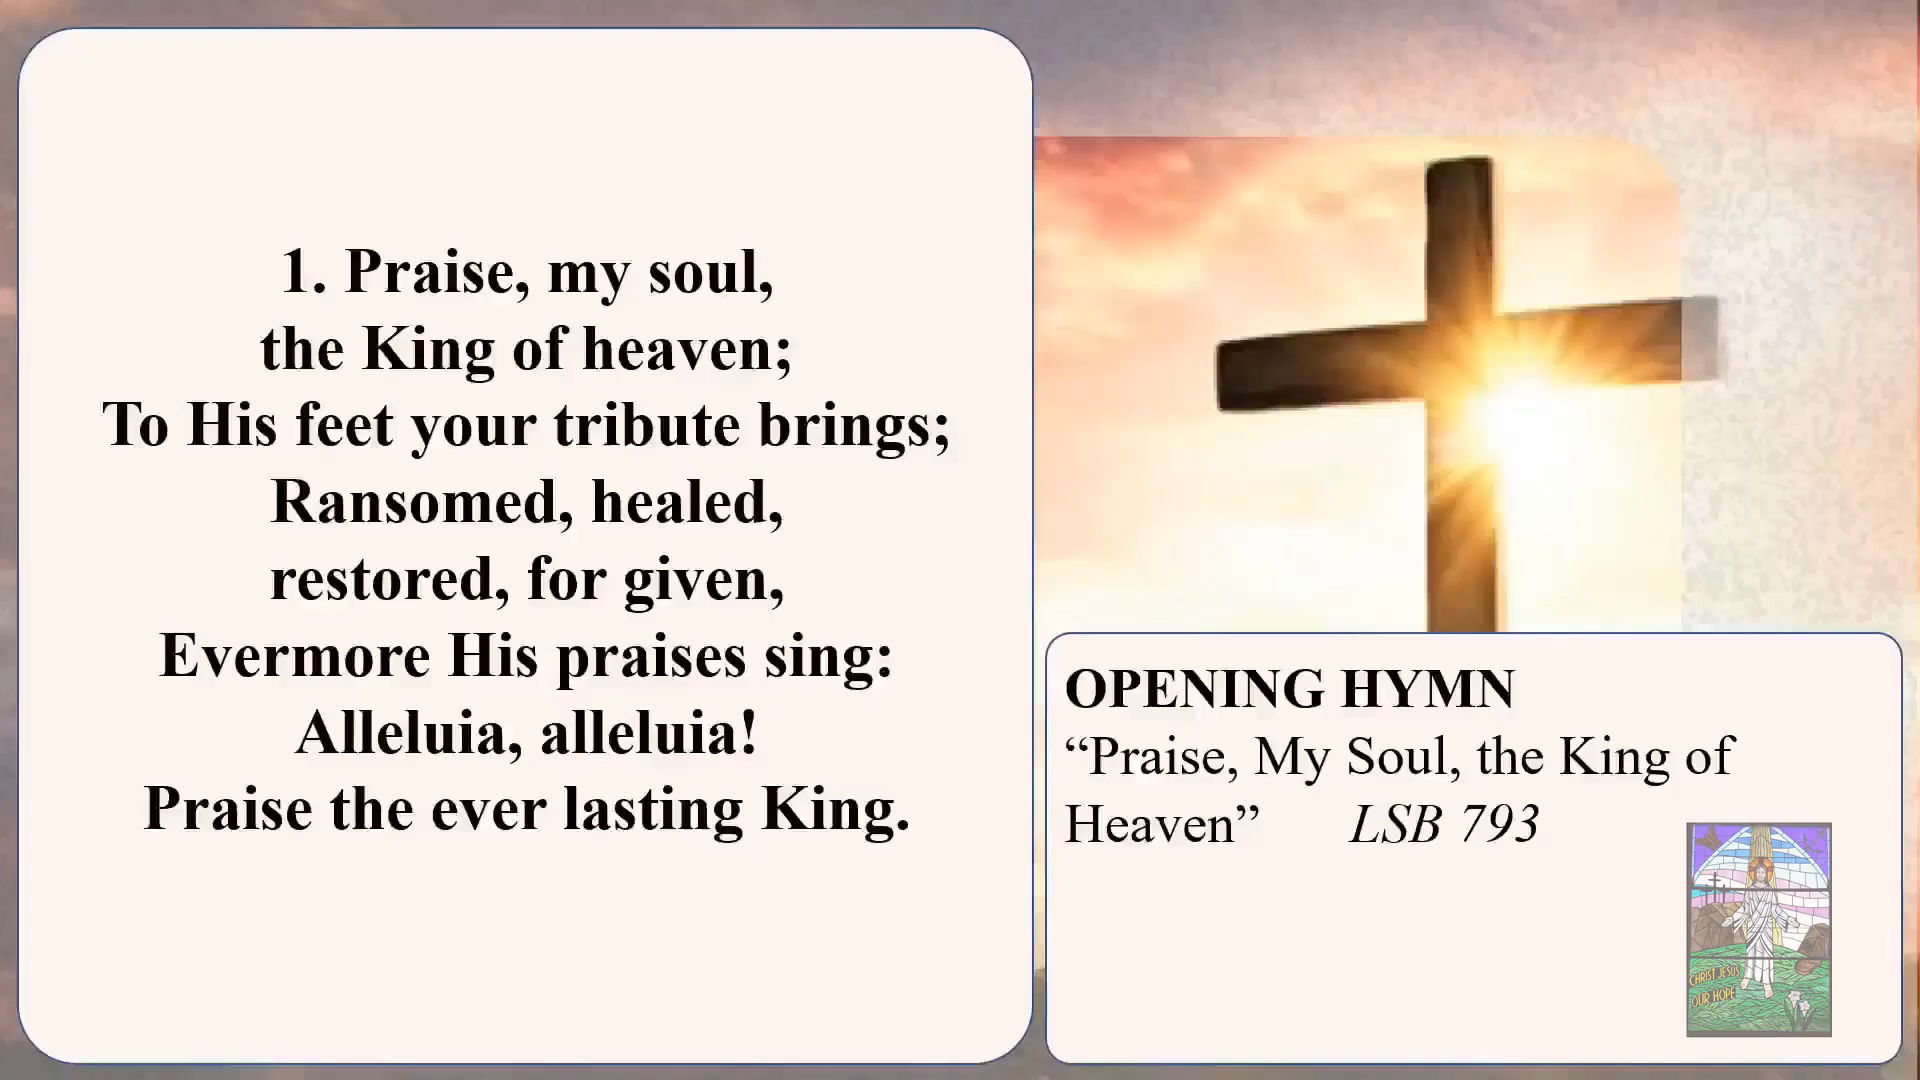 1. Praise, my soul,
the King of heaven;
To His feet your tribute brings;
Ransomed, healed,
restored, for given,
Evermore His praises sing:
Alleluia, alleluia!
Praise the ever lasting King.
OPENING HYMN
“Praise, My Soul, the King of
Heaven” LSB 793
CHRIST JESUS
OUR HOPE